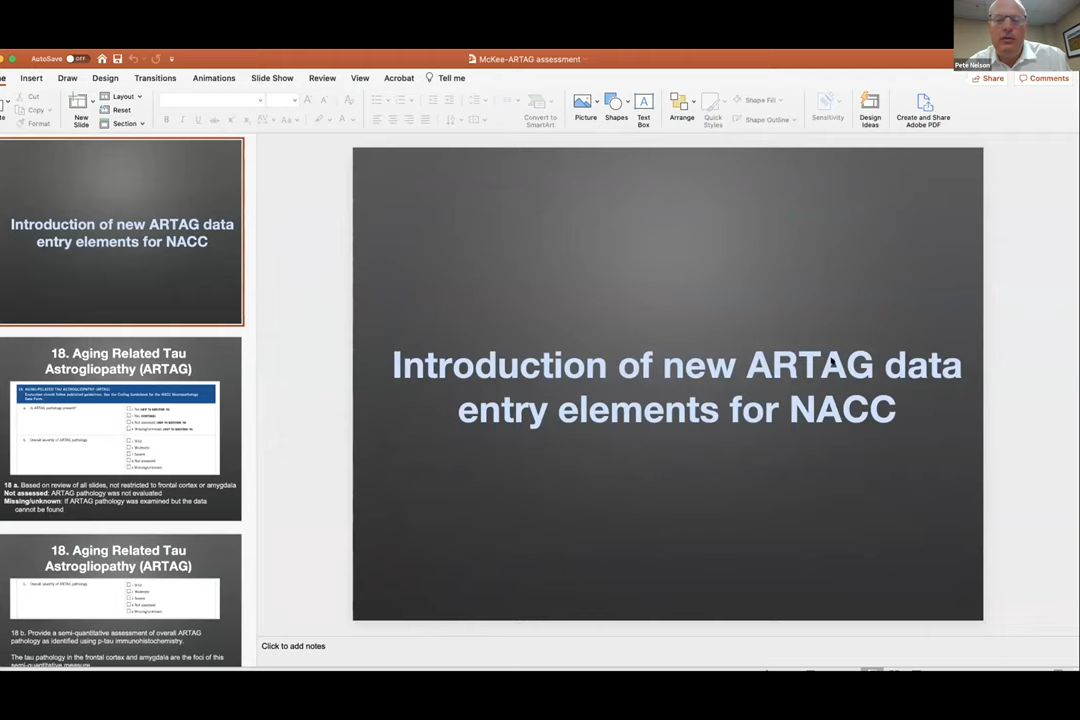 Pete Nelson
AutoSave OFF
McKee-ARTAG assessment
Insert Draw Design Transitions Animations Slide Show Review View Acrobat Tell me
Share Comments
Cut
Copy
Format
New Slide
Layout
Reset
Section
Convert to SmartArt
Picture
Shapes
Text Box
Arrange
Quick Styles
Shape Fill
Shape Outline
Sensitivity
Design Ideas
Create and Share Adobe PDF
Introduction of new ARTAG data
entry elements for NACC
18. Aging Related Tau
Astrogliopathy (ARTAG)
18 a. Based on review of all slides, not restricted to frontal cortex or amygdala
Not assessed: ARTAG pathology was not evaluated
Missing/unknown: If ARTAG pathology was examined but the data
cannot be found
18. Aging Related Tau
Astrogliopathy (ARTAG)
18 b. Provide a semi-quantitative assessment of overall ARTAG
pathology as identified using p-tau immunohistochemistry.
The tau pathology in the frontal cortex and amygdala are the foci of this
semi-quantitative measure
Introduction of new ARTAG data
entry elements for NACC
Click to add notes